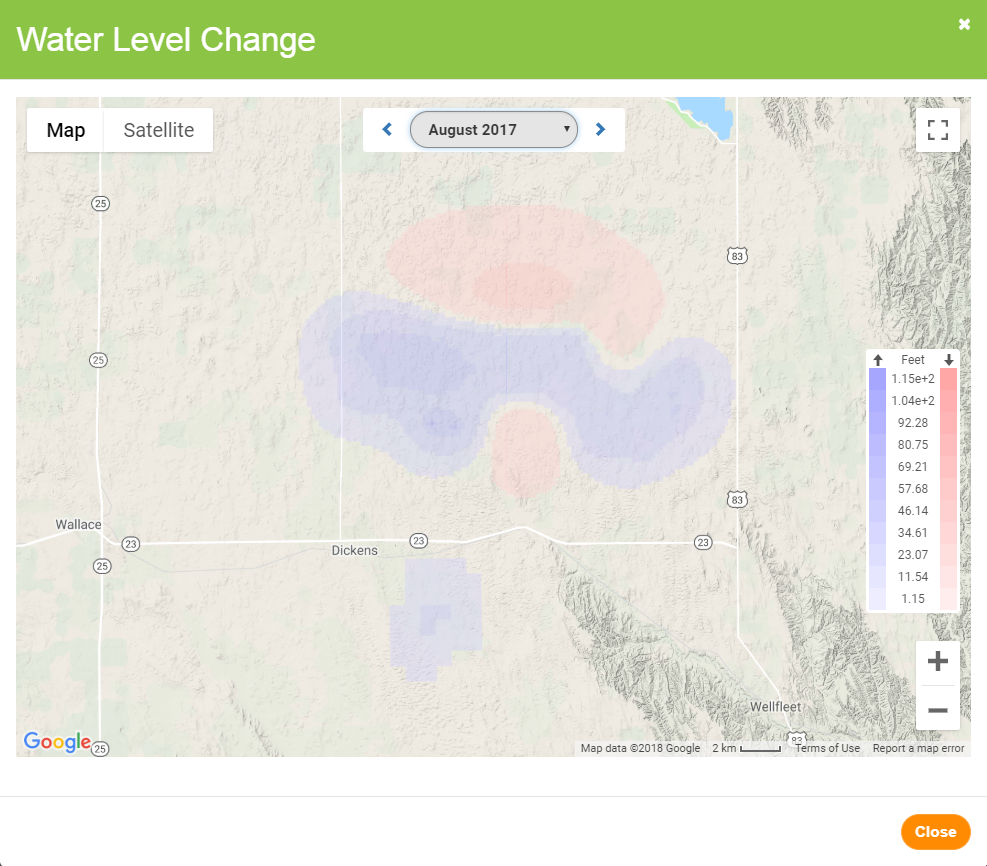 Water Level Change
Map
Satellite
August 2017
25
83
25
Feet
1.15e+2
1.04e+2
92.28
80.75
69.21
57.68
46.14
34.61
23.07
11.54
1.15
83
Wallace
23
Dickens
23
23
25
Wellfleet
83
Google
25
Map data ©2018 Google
2 km
Terms of Use
Report a map error
Close